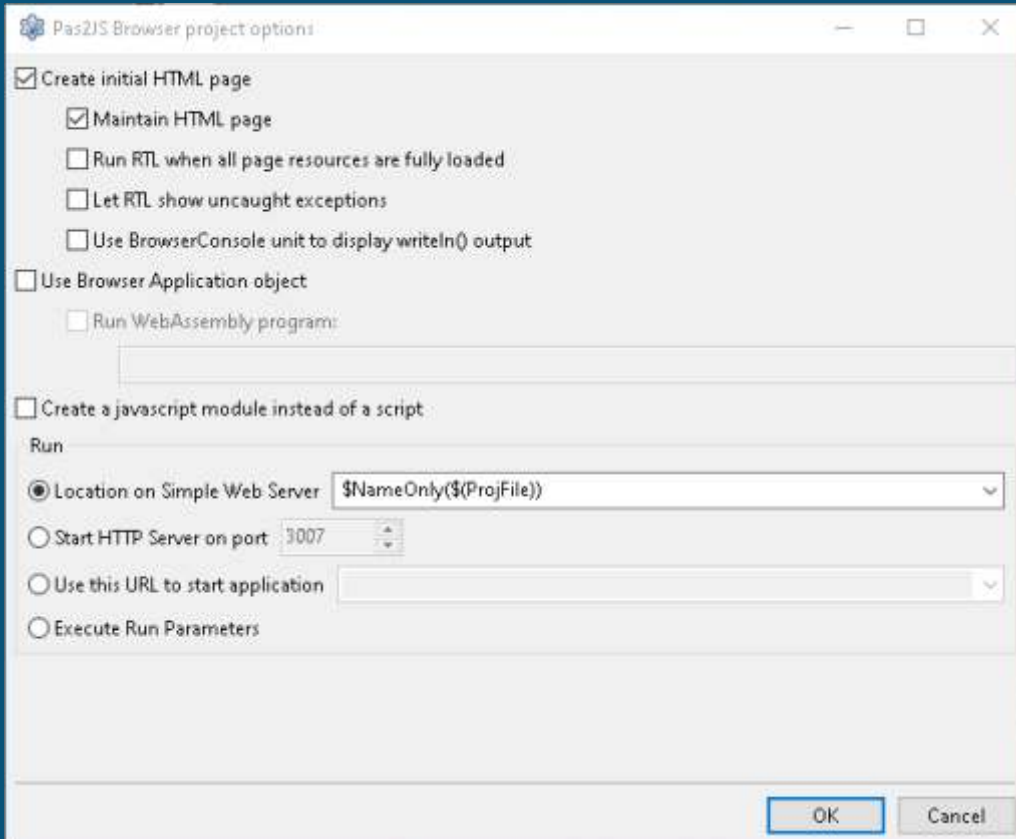 Pas2JS Browser project options
Create initial HTML page
Maintain HTML page
Run RTL when all page resources are fully loaded
Let RTL show uncaught exceptions
Use BrowserConsole unit to display writeln() output
Use Browser Application object
Run WebAssembly program:
Create a javascript module instead of a script
Run
Location on Simple Web Server $NameOnly($(ProjFile))
Start HTTP Server on port 3007
Use this URL to start application
Execute Run Parameters
OK Cancel